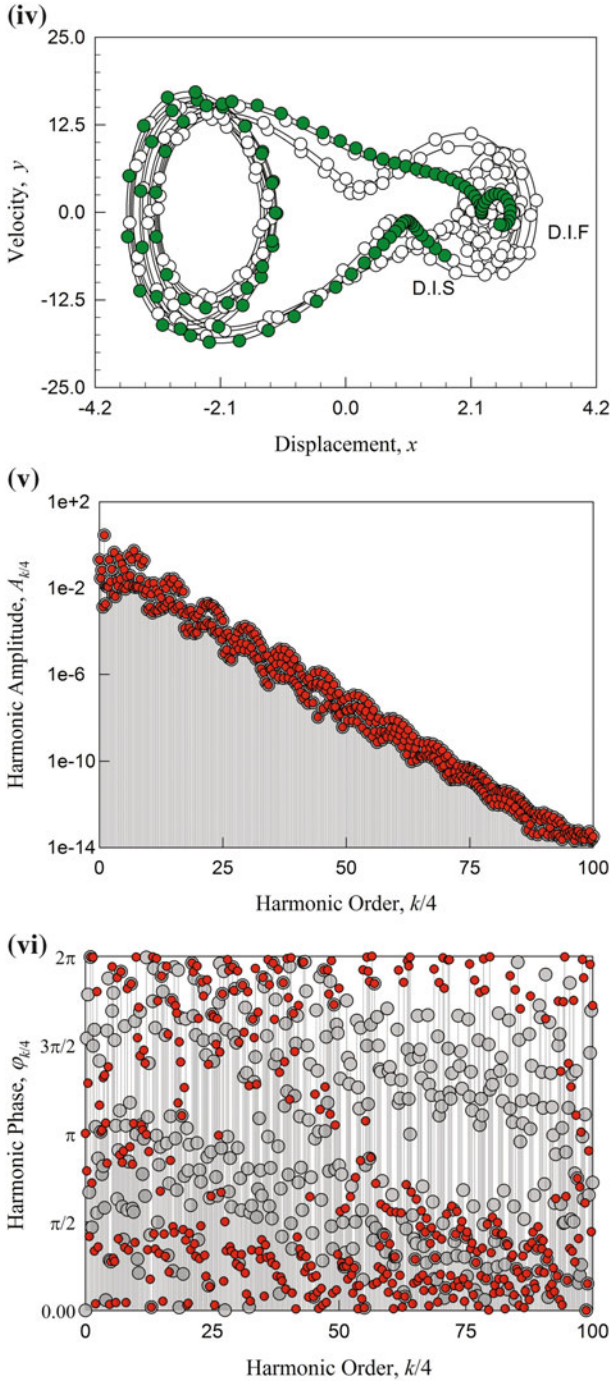 (iv)
25.0
12.5
0.0
-12.5
-25.0
Velocity, y
D.I.F
D.I.S
-4.2 -2.1 0.0 2.1 4.2
Displacement, x
(v)
1e+2
1e-2
1e-6
1e-10
1e-14
Harmonic Amplitude, A_{k/4}
0 25 50 75 100
Harmonic Order, k/4
(vi)
2π
3π/2
π
π/2
0.00
Harmonic Phase, φ_{k/4}
0 25 50 75 100
Harmonic Order, k/4